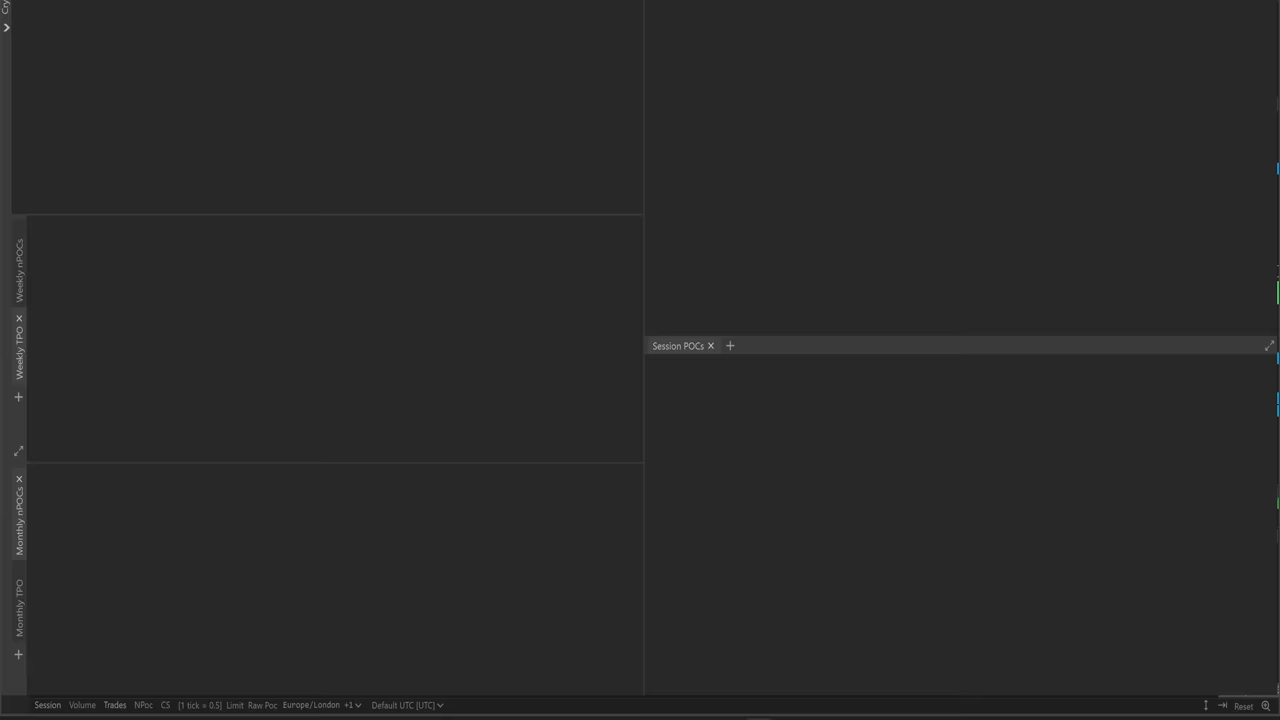 Cry
Weekly nPOCs
Weekly TPO
Session POCs
Monthly nPOCs
Monthly TPO
Session Volume Trades NPoc CS [1 tick = 0.5] Limit Raw Poc Europe/London +1 Default UTC [UTC] Reset